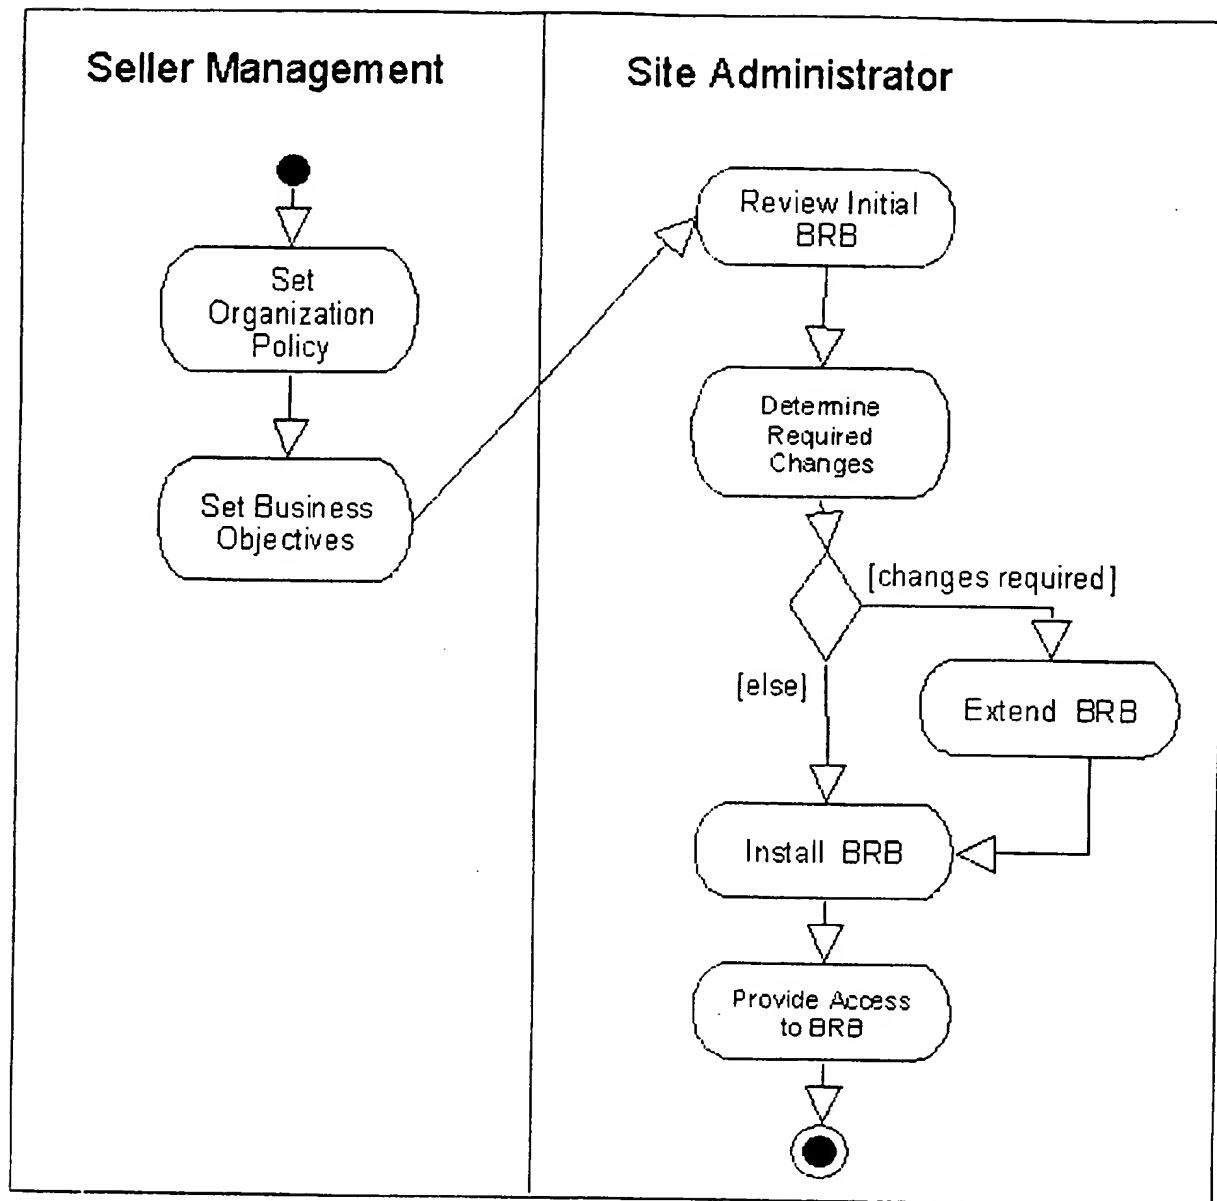 Seller Management
Site Administrator
Set
Organization
Policy
Set Business
Objectives
Review Initial
BRB
Determine
Required
Changes
[changes required]
[else]
Extend BRB
Install BRB
Provide Access
to BRB